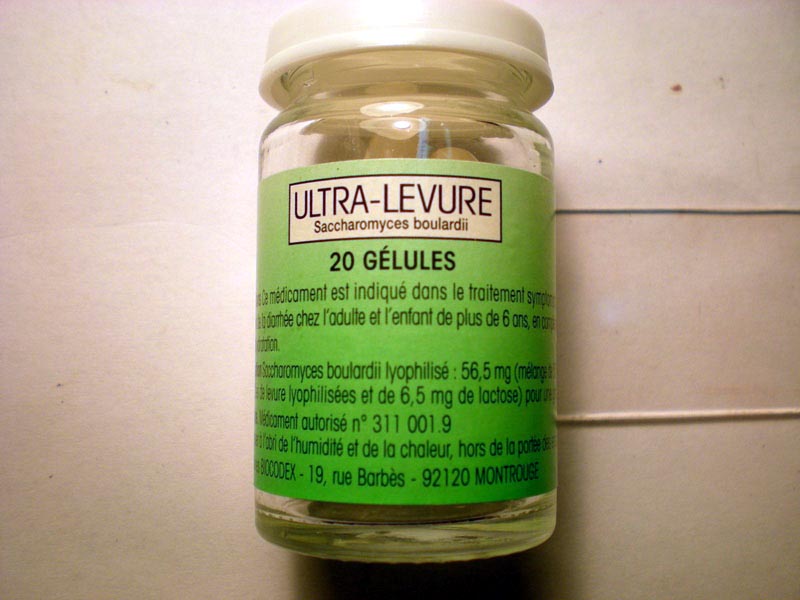 ULTRA-LEVURE
Saccharomyces boulardii
20 GÉLULES
Ce médicament est indiqué dans le traitement
la diarrhée chez l'adulte et l'enfant de plus de 6 ans, en
Saccharomyces boulardii lyophilisé : 56,5 mg (mélange de
de levure lyophilisées et de 6,5 mg de lactose) pour une
Médicament autorisé n° 311 001.9
à l'abri de l'humidité et de la chaleur, hors de la portée des
BIOCODEX - 19, rue Barbès - 92120 MONTROUGE